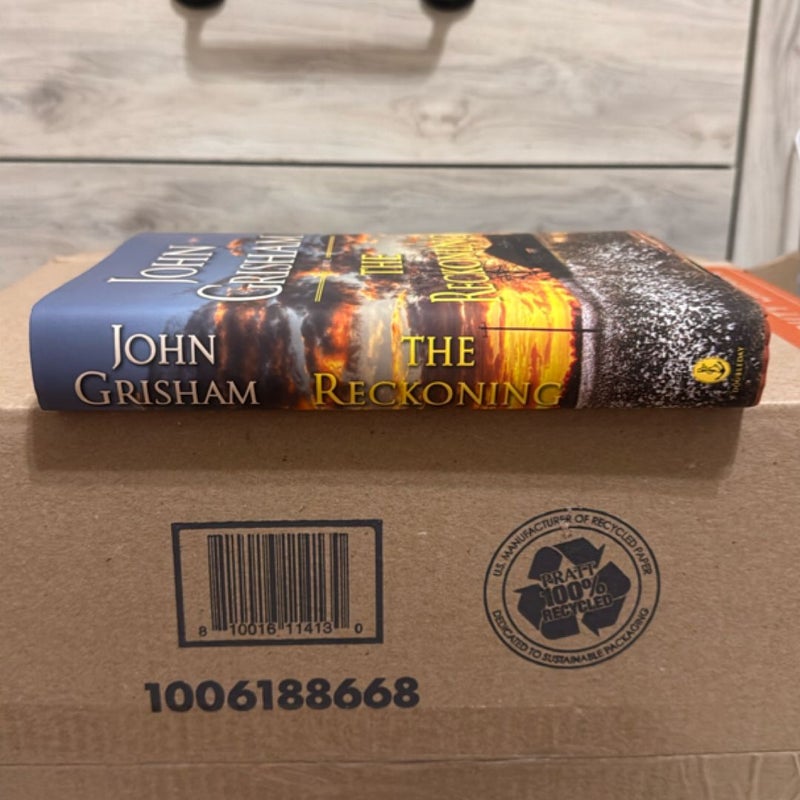 JOHN
GRISHAM
THE
RECKONING
JOHN
GRISHAM
THE
RECKONING
DOUBLEDAY
8 10016 11413 0
1006188668
U.S. MANUFACTURER OF RECYCLED PAPER
PRATT
100%
RECYCLED
DEDICATED TO SUSTAINABLE PACKAGING